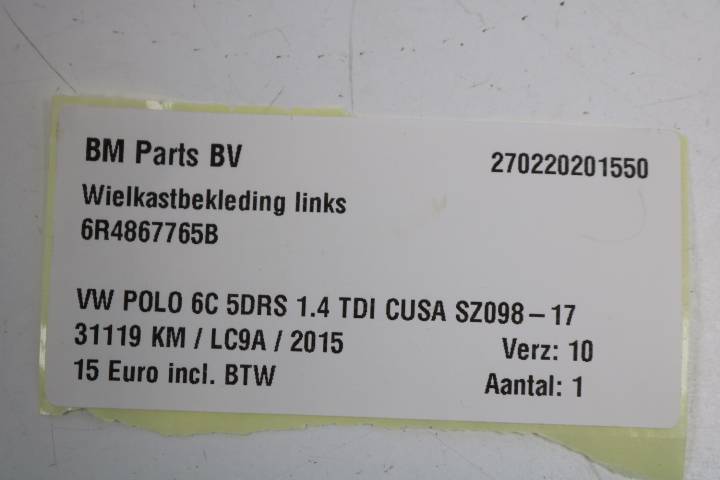 BM Parts BV 270220201550
Wielkastbekleding links
6R4867765B
VW POLO 6C 5DRS 1.4 TDI CUSA SZ098-17
31119 KM / LC9A / 2015 Verz: 10
15 Euro incl. BTW Aantal: 1